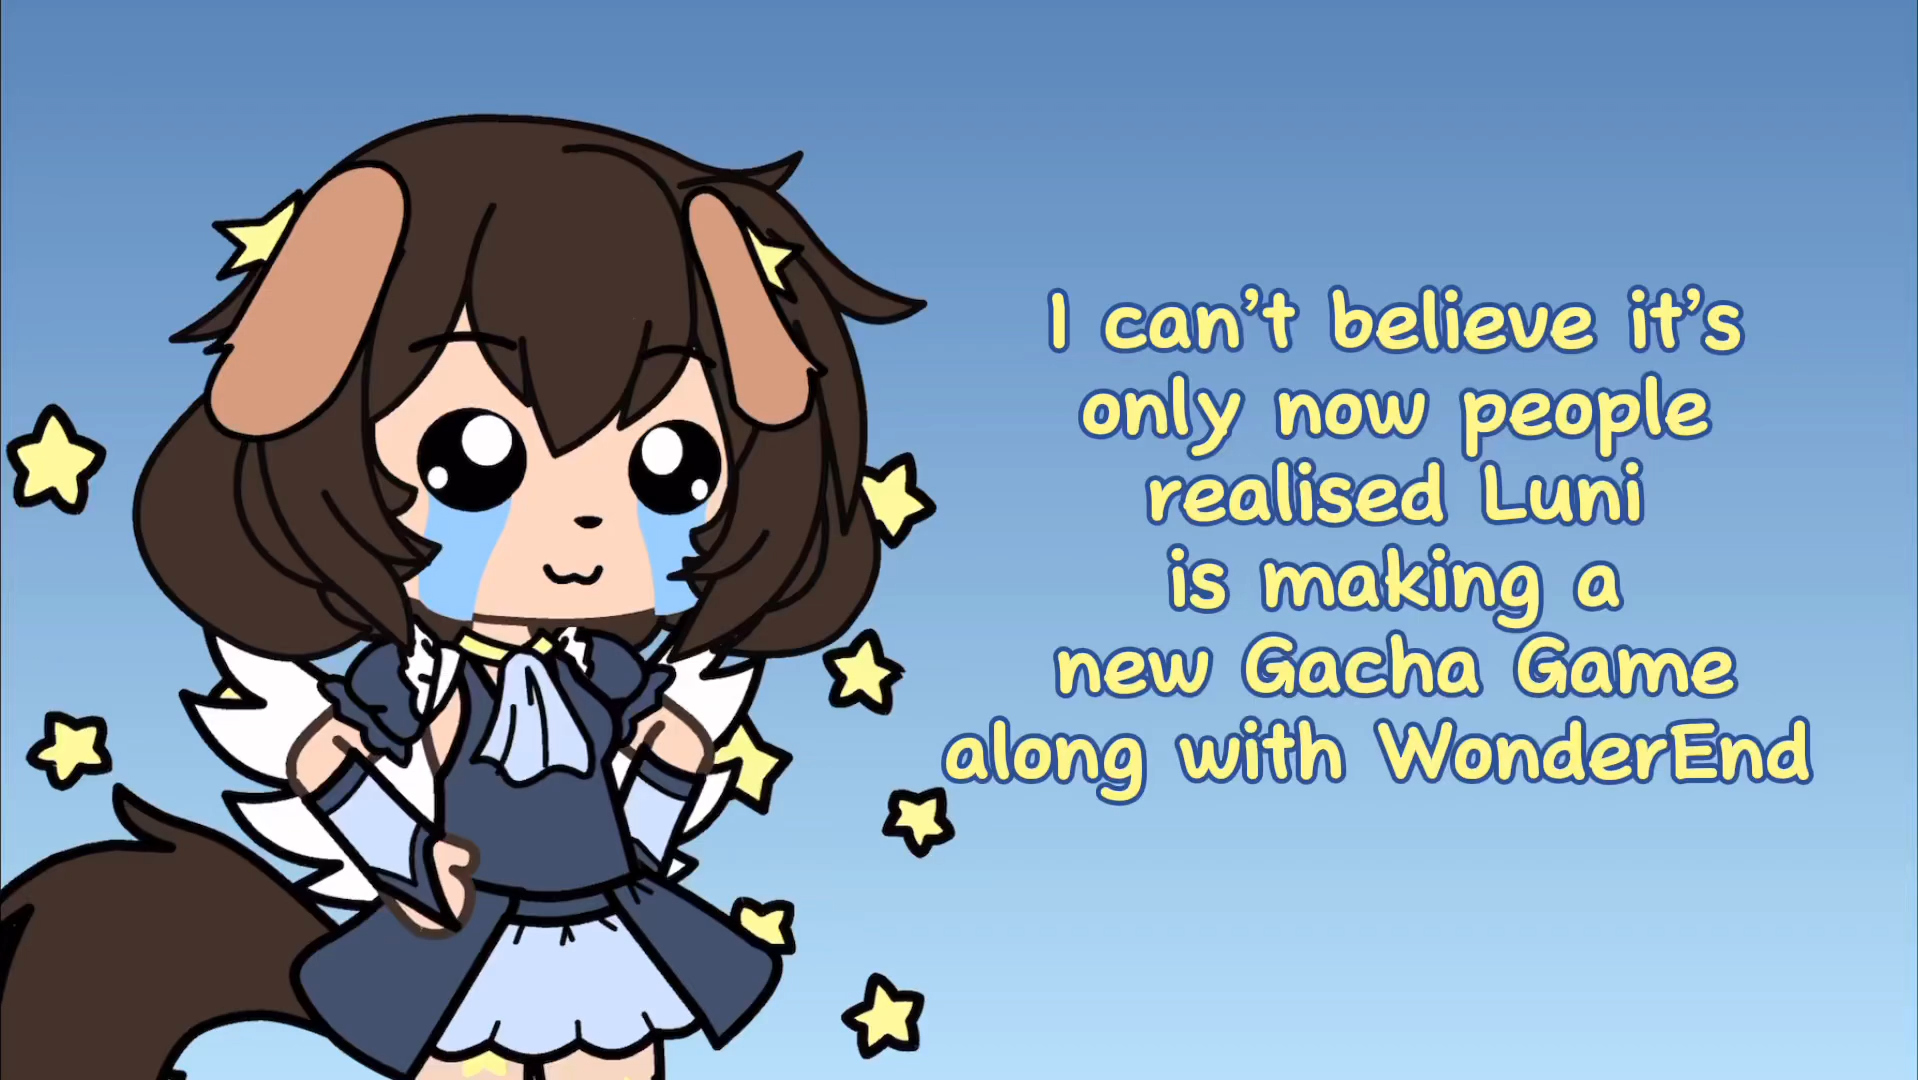 I can't believe it's
only now people
realised Luni
is making a
new Gacha Game
along with WonderEnd